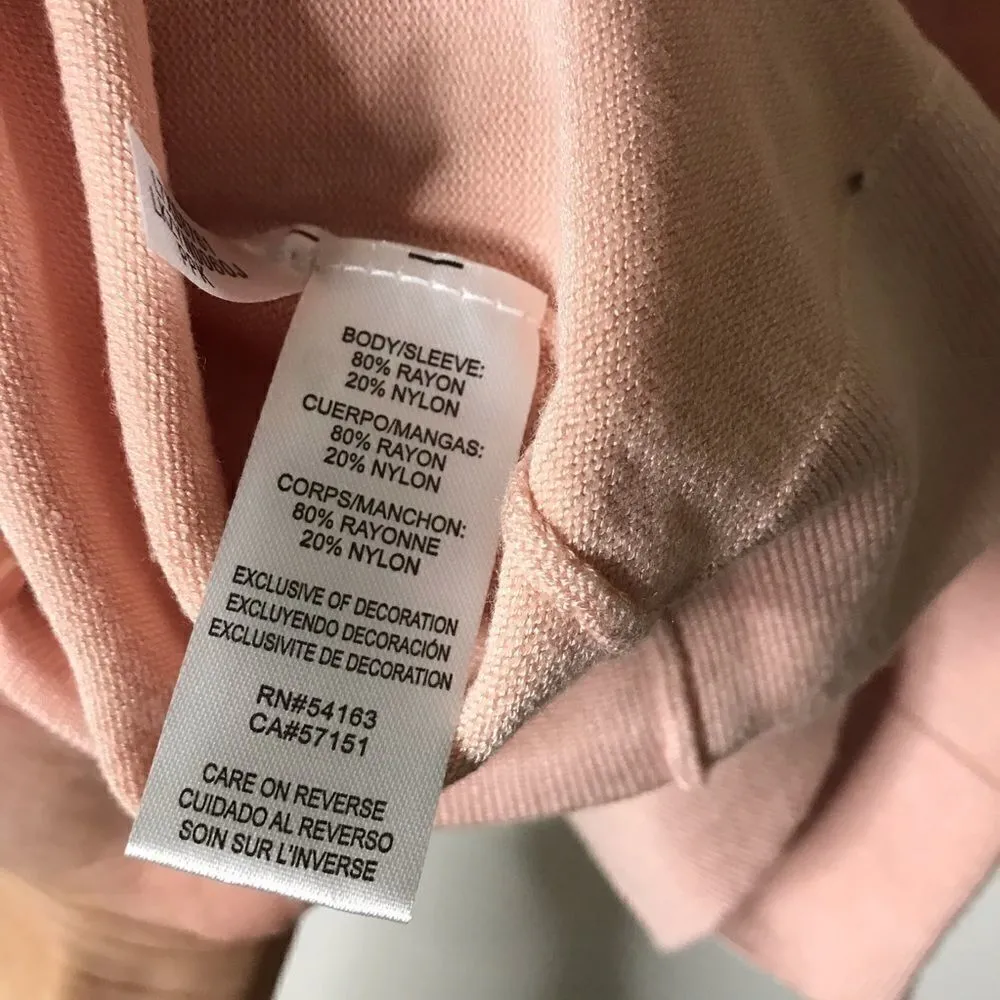 BODY/SLEEVE:
80% RAYON
20% NYLON
CUERPO/MANGAS:
80% RAYON
20% NYLON
CORPS/MANCHON:
80% RAYONNE
20% NYLON
EXCLUSIVE OF DECORATION
EXCLUYENDO DECORACIÓN
EXCLUSIVITE DE DECORATION
RN#54163
CA#57151
CARE ON REVERSE
CUIDADO AL REVERSO
SOIN SUR L'INVERSE